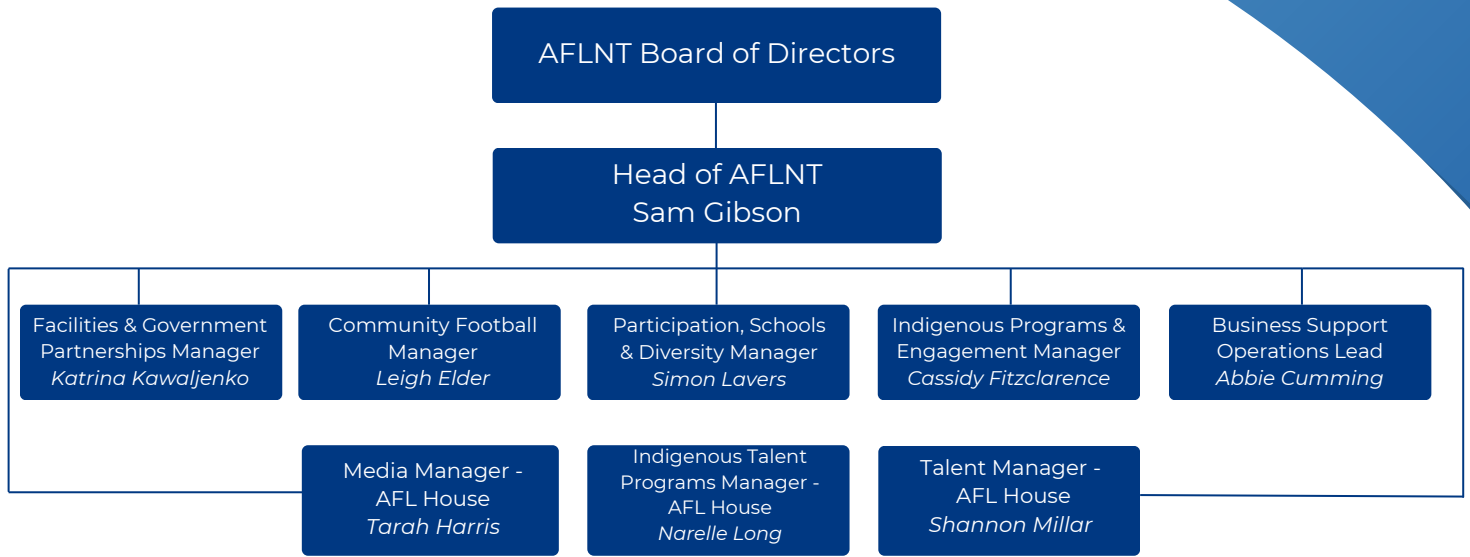 AFLNT Board of Directors
Head of AFLNT
Sam Gibson
Facilities & Government
Partnerships Manager
Katrina Kawaljenko
Community Football
Manager
Leigh Elder
Participation, Schools
& Diversity Manager
Simon Lavers
Indigenous Programs &
Engagement Manager
Cassidy Fitzclarence
Business Support
Operations Lead
Abbie Cumming
Media Manager -
AFL House
Tarah Harris
Indigenous Talent
Programs Manager -
AFL House
Narelle Long
Talent Manager -
AFL House
Shannon Millar